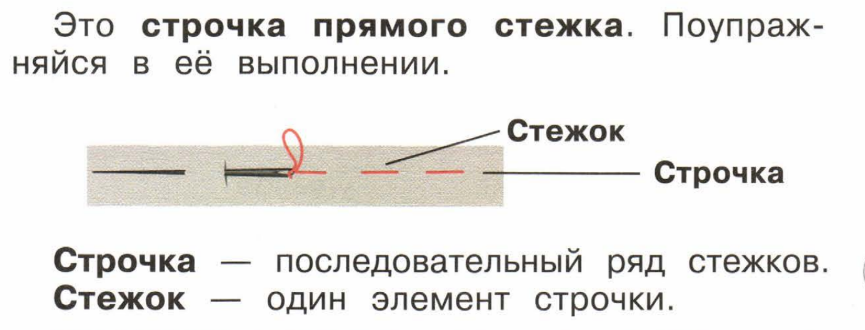 Это строчка прямого стежка. Поупраж-
няйся в её выполнении.
Стежок
Строчка
Строчка — последовательный ряд стежков.
Стежок — один элемент строчки.